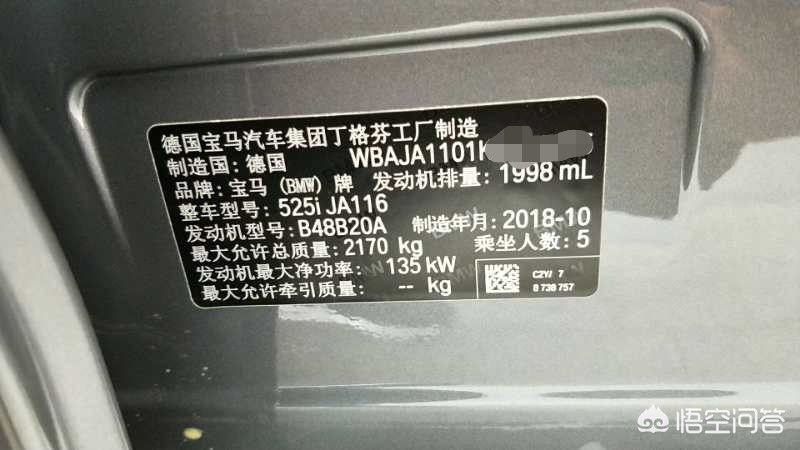 德国宝马汽车集团丁格芬工厂制造
制造国：德国 WBAJA1101K
品牌：宝马（BMW）牌 发动机排量：1998 mL
整车型号：525i JA116
发动机型号：B48B20A 制造年月：2018-10
最大允许总质量：2170 kg 乘坐人数：5
发动机最大净功率：135 kW
最大允许牵引质量：-- kg
C2Y/ 7
8 738 757
悟空问答